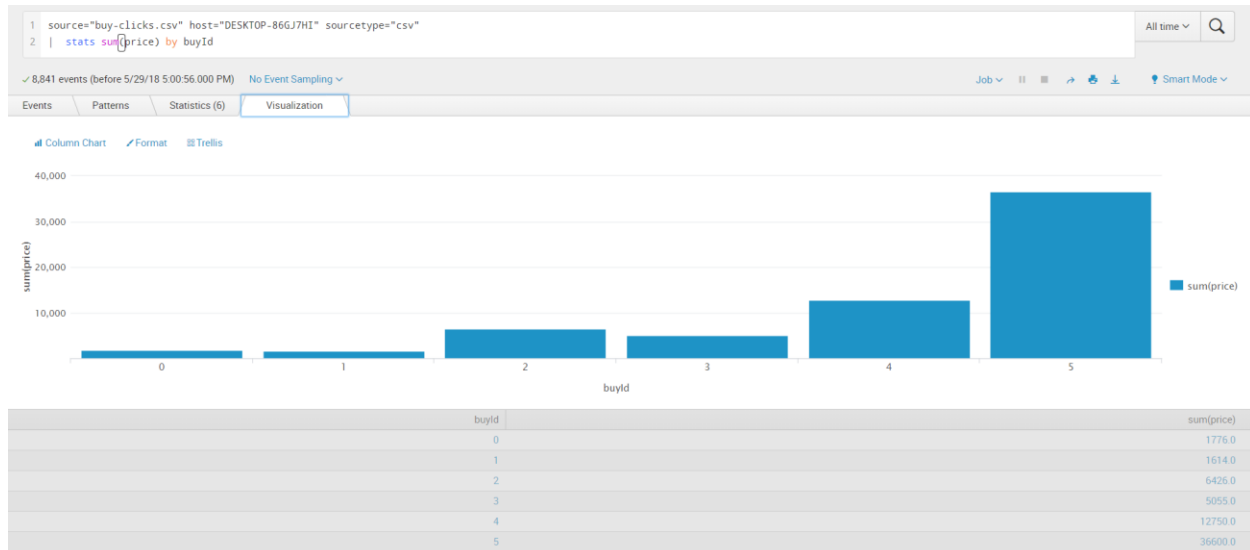 1 source="buy-clicks.csv" host="DESKTOP-86GJ7HI" sourcetype="csv"
2 | stats sum(price) by buyId
All time
8,841 events (before 5/29/18 5:00:56.000 PM) No Event Sampling
Job Smart Mode
Events Patterns Statistics (6) Visualization
Column Chart Format Trellis
40,000
30,000
20,000
10,000
sum(price)
sum(price)
0 1 2 3 4 5
buyId
buyId sum(price)
0 1776.0
1 1614.0
2 6426.0
3 5055.0
4 12750.0
5 36600.0